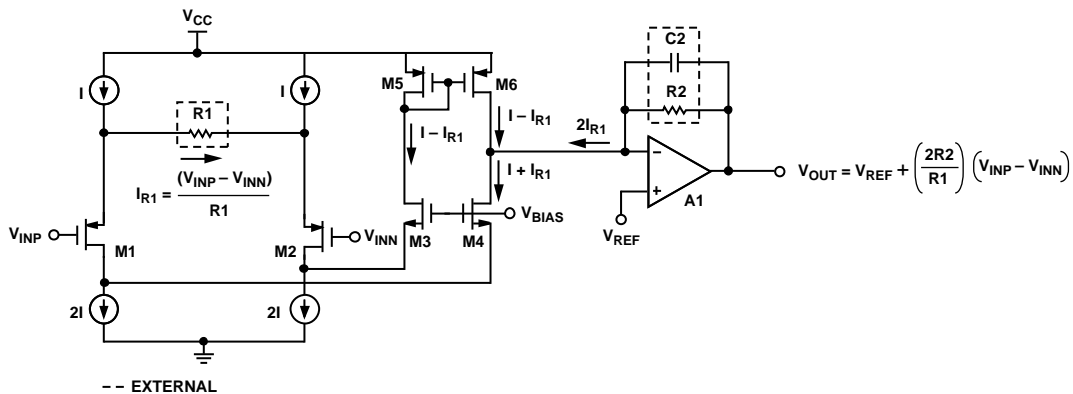 VCC
I
I
R1
IR1 = (VINP – VINN)
R1
VINP
M1
M2
VINN
2I
2I
M5
M6
I – IR1
I – IR1
I + IR1
M3
M4
VBIAS
2IR1
C2
R2
–
+
A1
VREF
VOUT = VREF + (2R2/R1) (VINP – VINN)
– – EXTERNAL